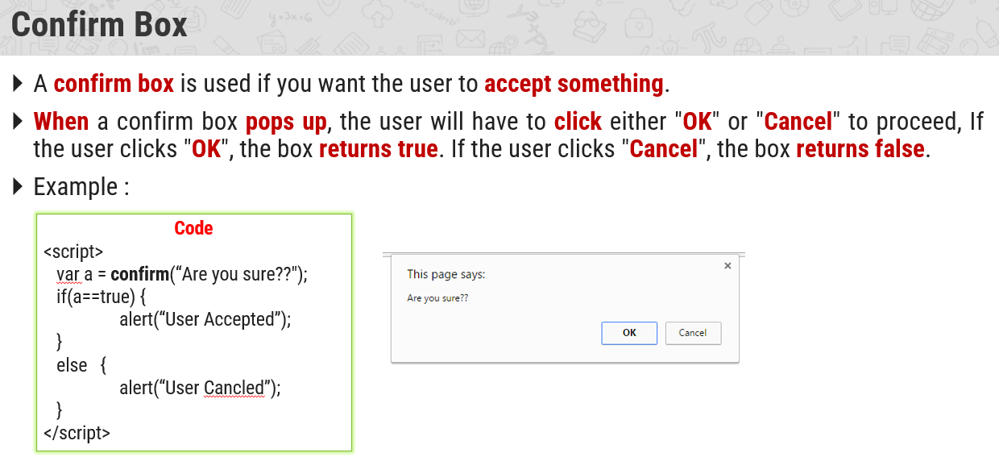 Confirm Box
A confirm box is used if you want the user to accept something.
When a confirm box pops up, the user will have to click either "OK" or "Cancel" to proceed, If
the user clicks "OK", the box returns true. If the user clicks "Cancel", the box returns false.
Example :
Code
<script>
var a = confirm(“Are you sure??");
if(a==true) {
alert(“User Accepted”);
}
else {
alert(“User Cancled”);
}
</script>
This page says:
Are you sure??
OK Cancel